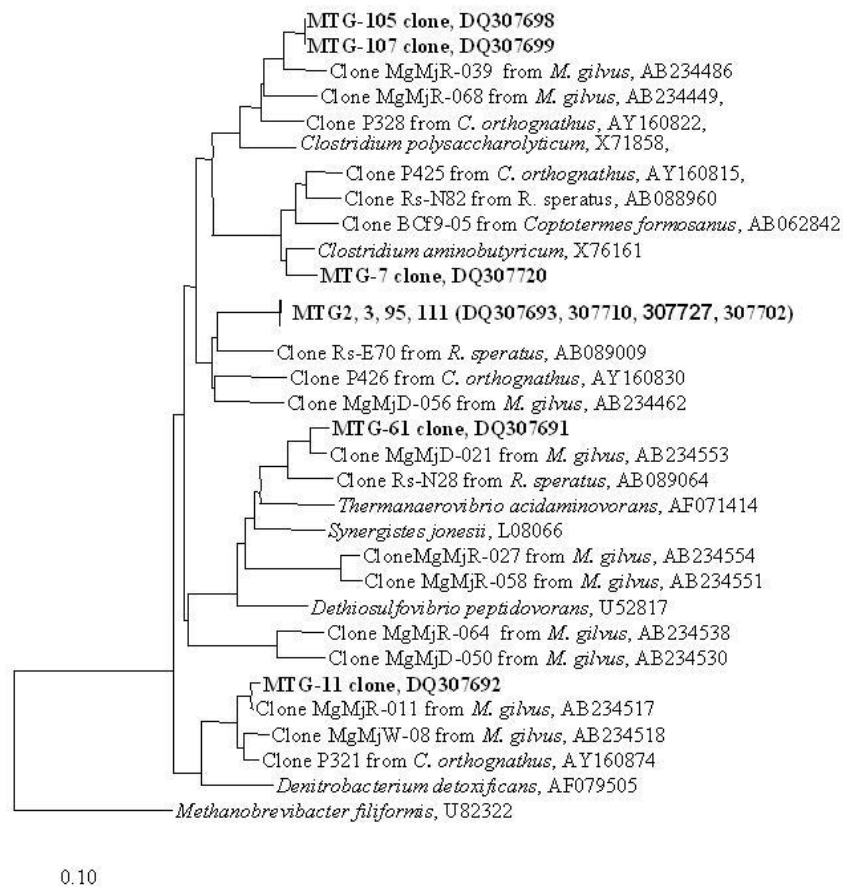 MTG-105 clone, DQ307698
MTG-107 clone, DQ307699
Clone MgMjR-039 from M. gilvus, AB234486
Clone MgMjR-068 from M. gilvus, AB234449,
Clone P328 from C. orthognathus, AY160822,
Clostridium polysaccharolyticum, X71858,
Clone P425 from C. orthognathus, AY160815,
Clone Rs-N82 from R. speratus, AB088960
Clone BCf9-05 from Coptotermes formosanus, AB062842
Clostridium aminobutyricum, X76161
MTG-7 clone, DQ307720
MTG2, 3, 95, 111 (DQ307693, 307710, 307727, 307702)
Clone Rs-E70 from R. speratus, AB089009
Clone P426 from C. orthognathus, AY160830
Clone MgMjD-056 from M. gilvus, AB234462
MTG-61 clone, DQ307691
Clone MgMjD-021 from M. gilvus, AB234553
Clone Rs-N28 from R. speratus, AB089064
Thermanaerovibrio acidaminovorans, AF071414
Synergistes jonesii, L08066
CloneMgMjR-027 from M. gilvus, AB234554
Clone MgMjR-058 from M. gilvus, AB234551
Dethiosulfovibrio peptidovorans, U52817
Clone MgMjR-064 from M. gilvus, AB234538
Clone MgMjD-050 from M. gilvus, AB234530
MTG-11 clone, DQ307692
Clone MgMjR-011 from M. gilvus, AB234517
Clone MgMjW-08 from M. gilvus, AB234518
Clone P321 from C. orthognathus, AY160874
Denitrobacterium detoxificans, AF079505
Methanobrevibacter filiformis, U82322
0.10